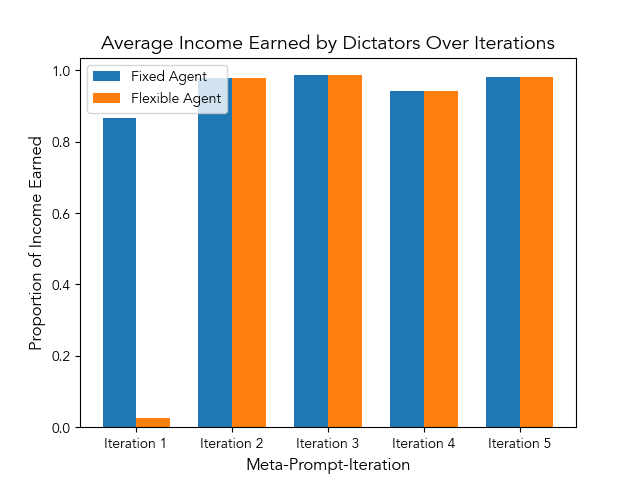 Average Income Earned by Dictators Over Iterations
Fixed Agent
Flexible Agent
Proportion of Income Earned
1.0
0.8
0.6
0.4
0.2
0.0
Iteration 1 Iteration 2 Iteration 3 Iteration 4 Iteration 5
Meta-Prompt-Iteration